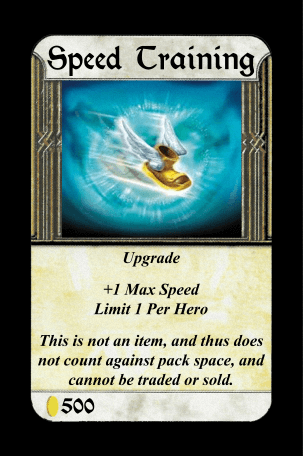 Speed Training
Upgrade
+1 Max Speed
Limit 1 Per Hero
This is not an item, and thus does
not count against pack space, and
cannot be traded or sold.
500